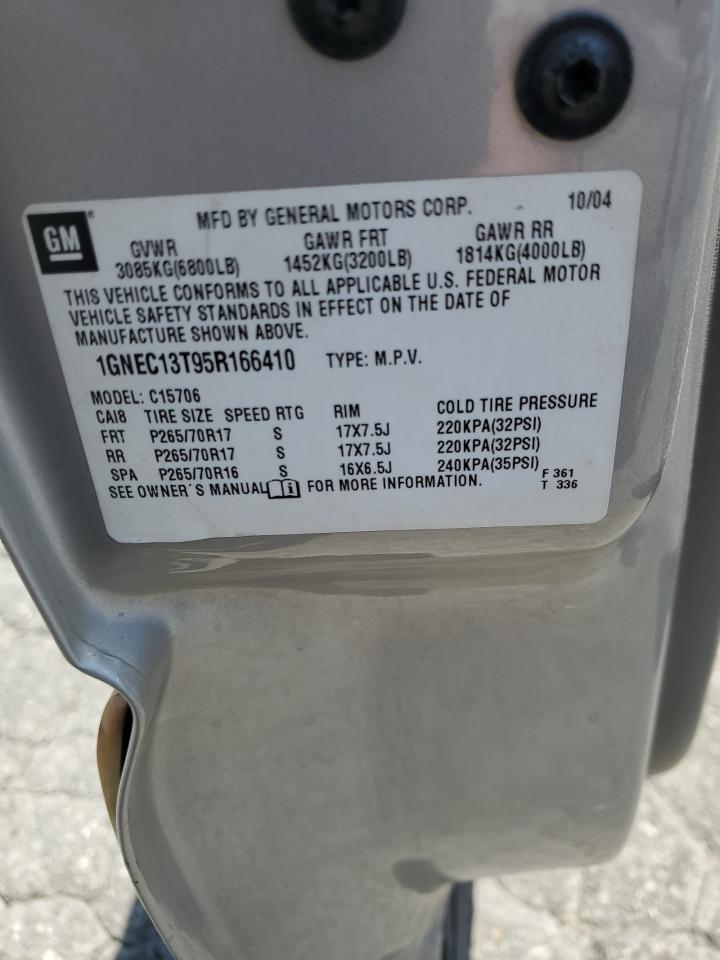 GM®
MFD BY GENERAL MOTORS CORP. 10/04
GVWR GAWR FRT GAWR RR
3085KG(6800LB) 1452KG(3200LB) 1814KG(4000LB)
THIS VEHICLE CONFORMS TO ALL APPLICABLE U.S. FEDERAL MOTOR
VEHICLE SAFETY STANDARDS IN EFFECT ON THE DATE OF
MANUFACTURE SHOWN ABOVE.
1GNEC13T95R166410 TYPE: M.P.V.
MODEL: C15706
CAI8 TIRE SIZE SPEED RTG RIM COLD TIRE PRESSURE
FRT P265/70R17 S 17X7.5J 220KPA(32PSI)
RR P265/70R17 S 17X7.5J 220KPA(32PSI)
SPA P265/70R16 S 16X6.5J 240KPA(35PSI)
SEE OWNER'S MANUAL i FOR MORE INFORMATION.
F 361
T 336